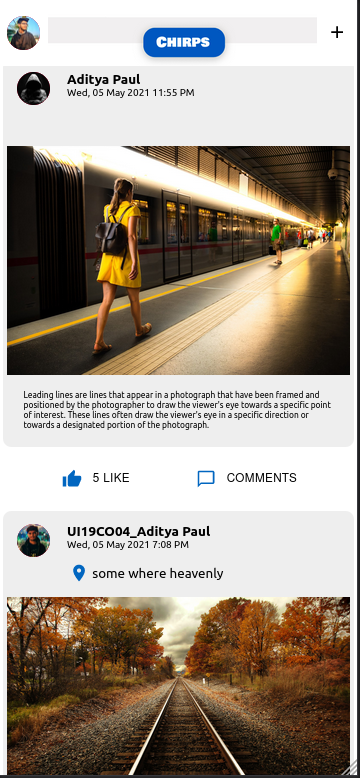 CHIRPS
Aditya Paul
Wed, 05 May 2021 11:55 PM
Leading lines are lines that appear in a photograph that have been framed and
positioned by the photographer to draw the viewer's eye towards a specific point
of interest. These lines often draw the viewer's eye in a specific direction or
towards a designated portion of the photograph.
5 LIKE
COMMENTS
UI19CO04_Aditya Paul
Wed, 05 May 2021 7:08 PM
some where heavenly